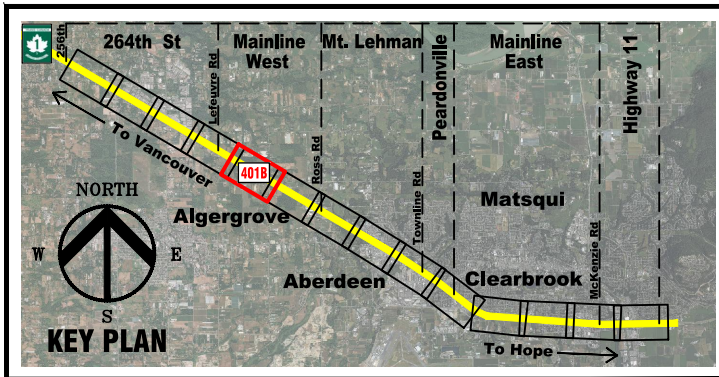 1
256th
264th St
Mainline
West
Mt. Lehman
Peardonville
Mainline
East
Highway 11
Lefeuvre Rd
Ross Rd
Townline Rd
McKenzie Rd
To Vancouver
401B
NORTH
W
E
S
Algergrove
Aberdeen
Matsqui
Clearbrook
To Hope
KEY PLAN